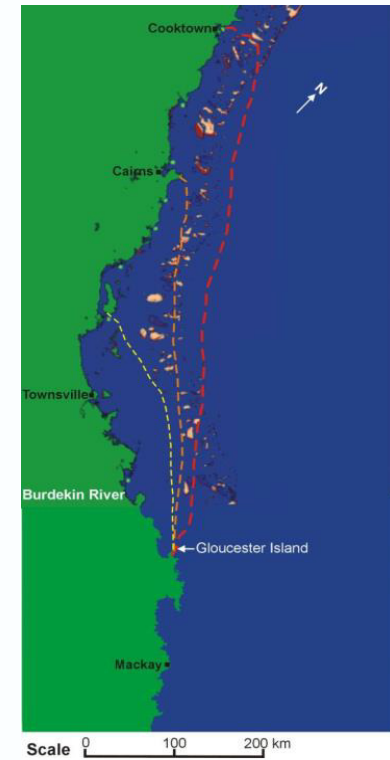 Cooktown
N
Cairns
Townsville
Burdekin River
Gloucester Island
Mackay
Scale 0 100 200 km